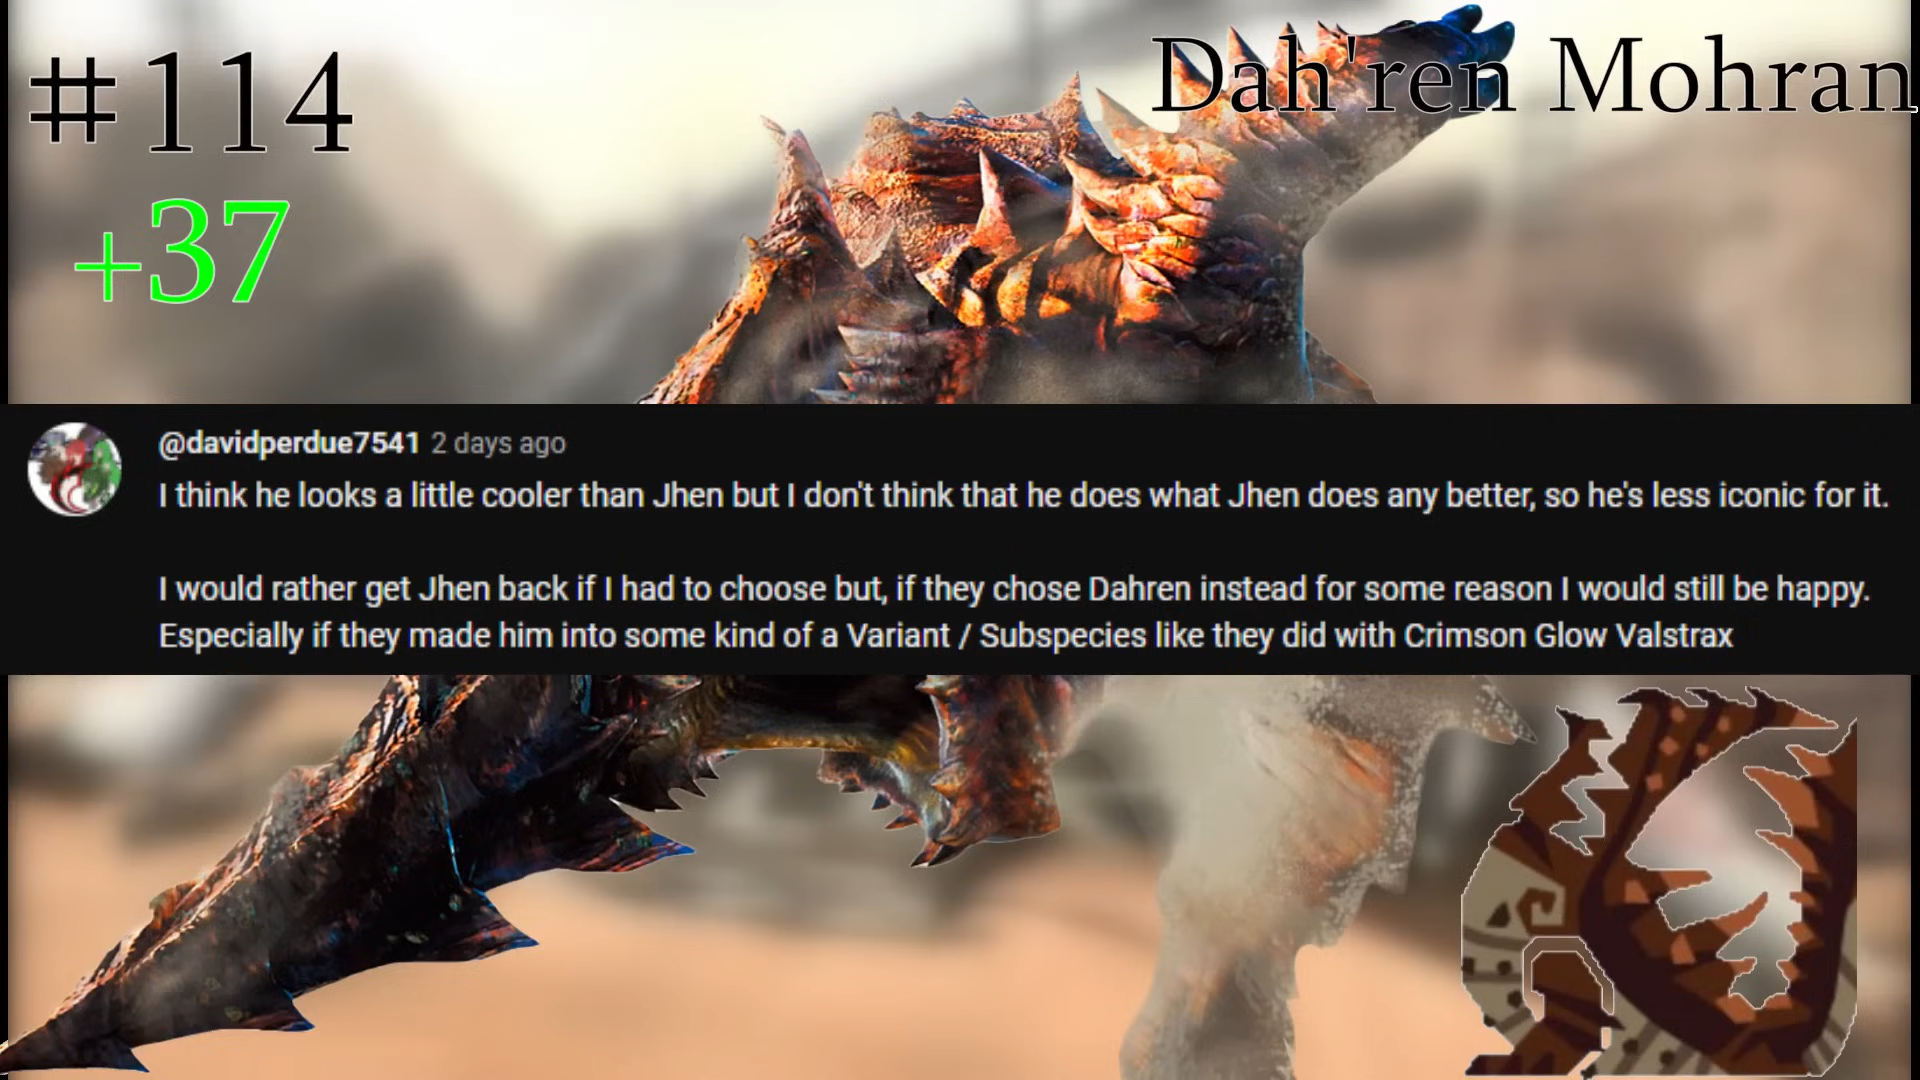 #114
Dah'ren Mohran
+37
@davidperdue7541 2 days ago
I think he looks a little cooler than Jhen but I don't think that he does what Jhen does any better, so he's less iconic for it.
I would rather get Jhen back if I had to choose but, if they chose Dahren instead for some reason I would still be happy.
Especially if they made him into some kind of a Variant / Subspecies like they did with Crimson Glow Valstrax